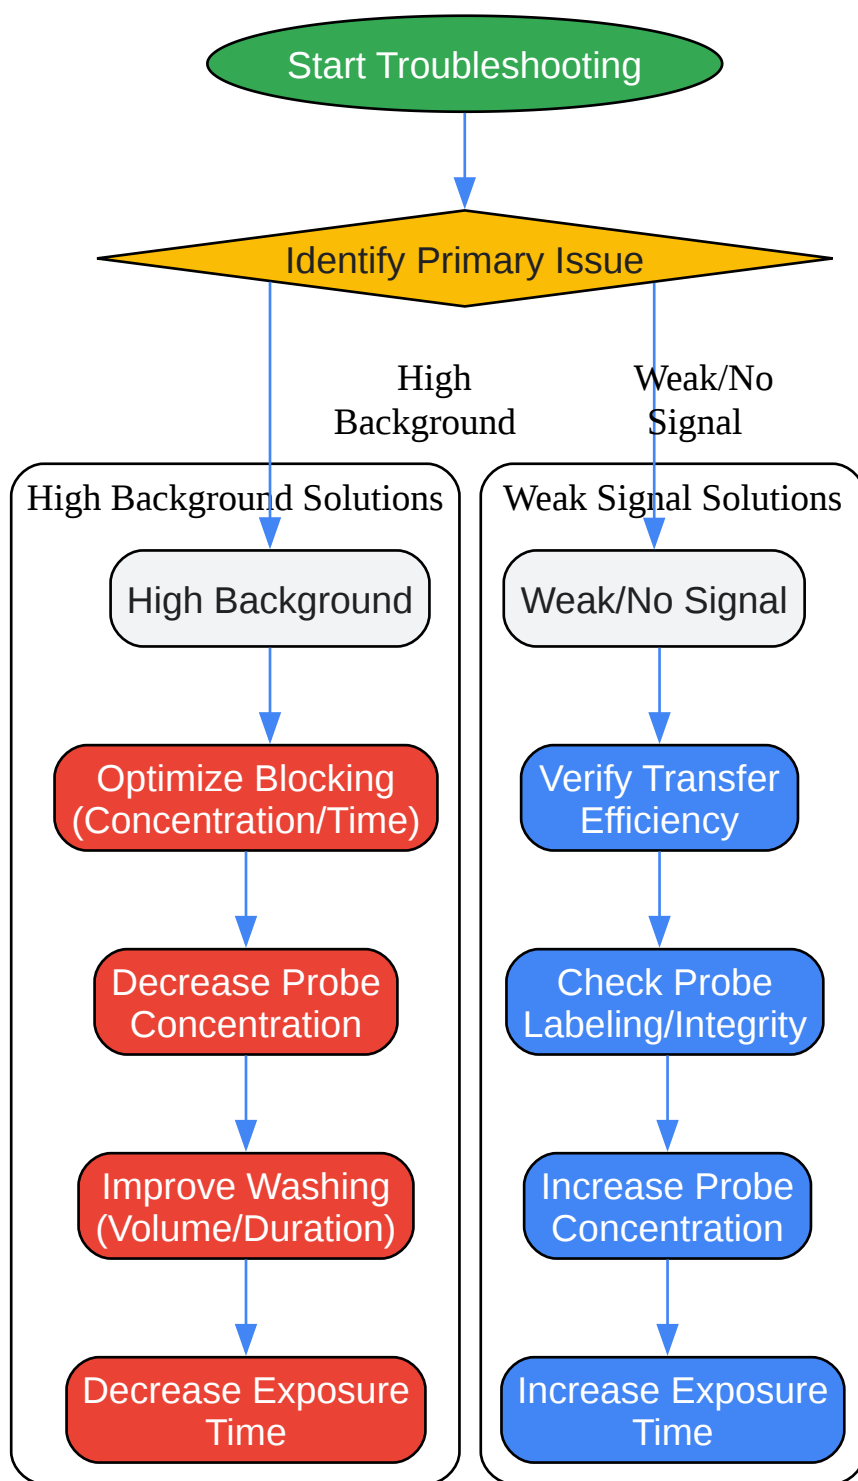 Start Troubleshooting
Identify Primary Issue
High
Background
Weak/No
Signal
High Background Solutions
High Background
Optimize Blocking
(Concentration/Time)
Decrease Probe
Concentration
Improve Washing
(Volume/Duration)
Decrease Exposure
Time
Weak Signal Solutions
Weak/No Signal
Verify Transfer
Efficiency
Check Probe
Labeling/Integrity
Increase Probe
Concentration
Increase Exposure
Time